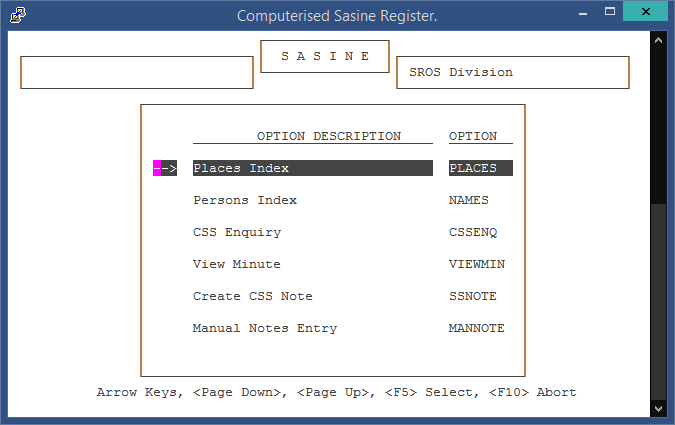 Computerised Sasine Register.
S A S I N E
SROS Division
OPTION DESCRIPTION OPTION
--> Places Index PLACES
Persons Index NAMES
CSS Enquiry CSSENQ
View Minute VIEWMIN
Create CSS Note SSNOTE
Manual Notes Entry MANNOTE
Arrow Keys, <Page Down>, <Page Up>, <F5> Select, <F10> Abort